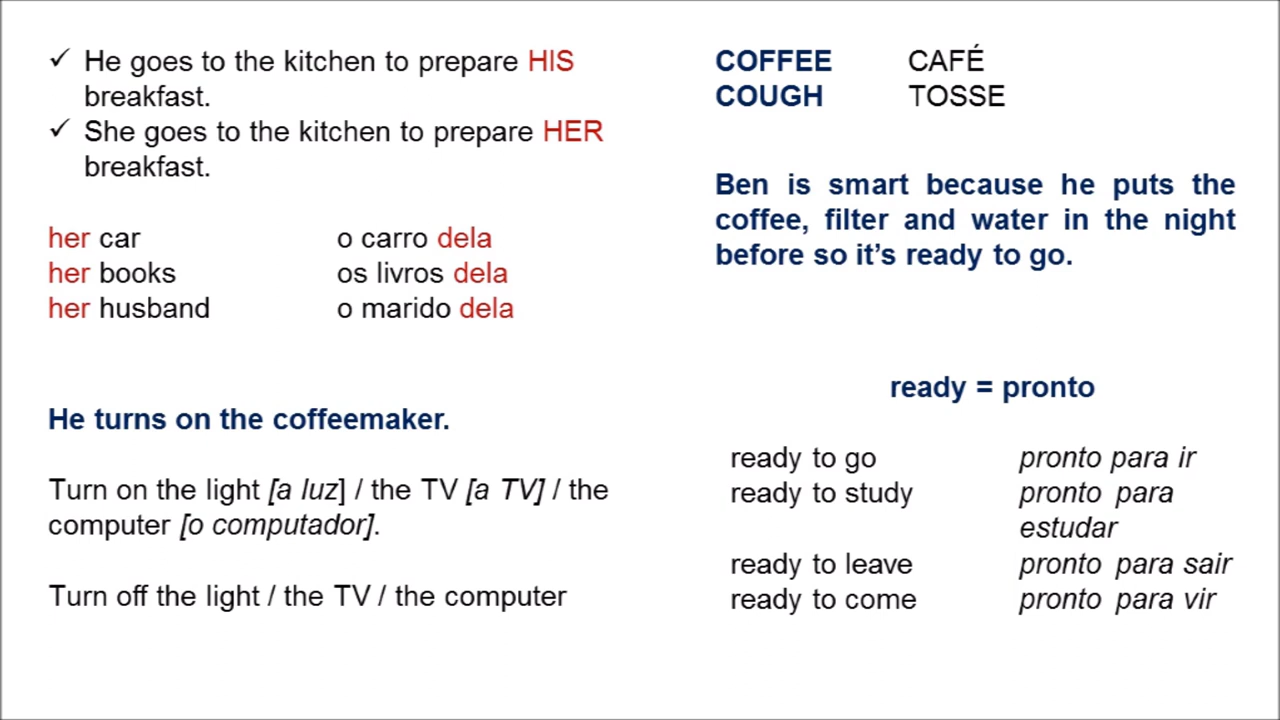 ✓ He goes to the kitchen to prepare HIS
breakfast.
✓ She goes to the kitchen to prepare HER
breakfast.
her car o carro dela
her books os livros dela
her husband o marido dela
He turns on the coffeemaker.
Turn on the light [a luz] / the TV [a TV] / the
computer [o computador].
Turn off the light / the TV / the computer
COFFEE CAFÉ
COUGH TOSSE
Ben is smart because he puts the
coffee, filter and water in the night
before so it’s ready to go.
ready = pronto
ready to go pronto para ir
ready to study pronto para
estudar
ready to leave pronto para sair
ready to come pronto para vir